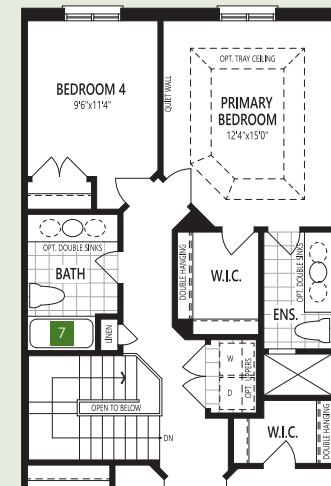 OPT. TRAY CEILING
BEDROOM 4
9'6"x11'4"
QUIET WALL
PRIMARY
BEDROOM
12'4"x15'0"
OPT. DOUBLE SINKS
BATH
DOUBLE HANGING
W.I.C.
OPT. DOUBLE SINKS
ENS.
7
LINEN
W
D
OPT. UPPERS
OPEN TO BELOW
DN
W.I.C.
DOUBLE HANGING